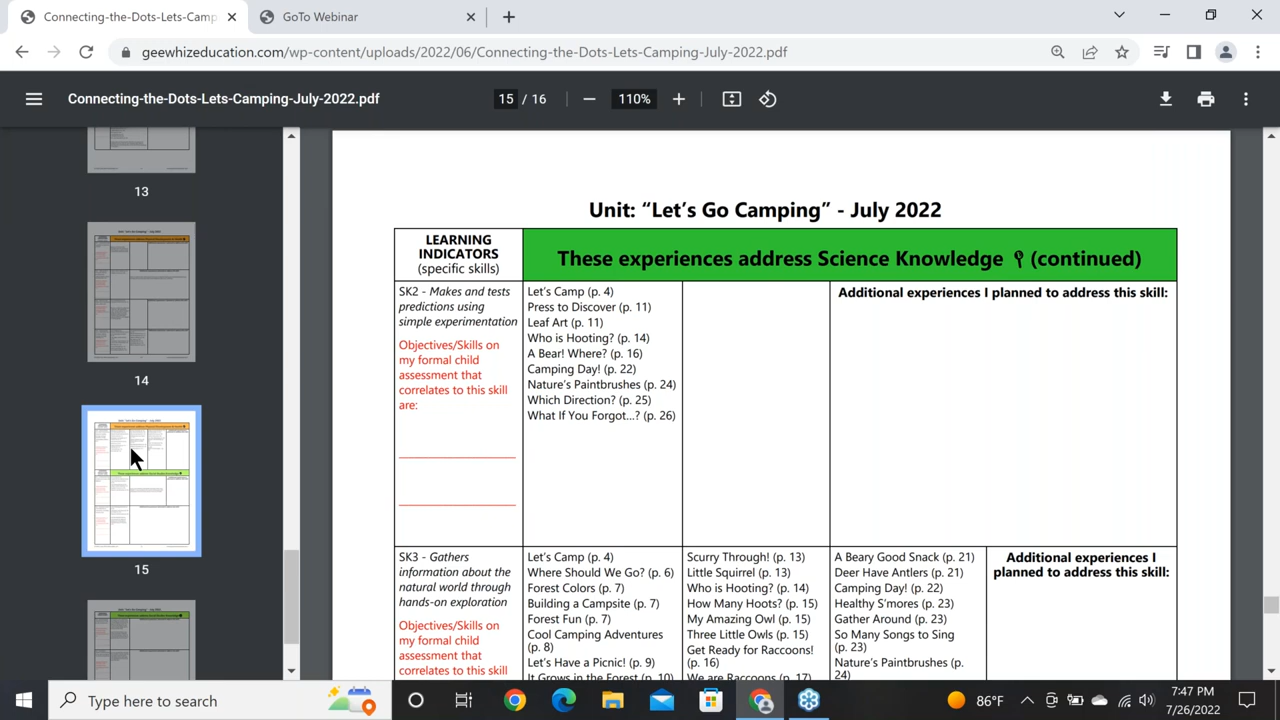 Connecting-the-Dots-Lets-Camp
GoTo Webinar
geewhizeducation.com/wp-content/uploads/2022/06/Connecting-the-Dots-Lets-Camping-July-2022.pdf
Connecting-the-Dots-Lets-Camping-July-2022.pdf
15 / 16
110%
13
14
15
Unit: “Let’s Go Camping” - July 2022
LEARNING
INDICATORS
(specific skills)
These experiences address Science Knowledge (continued)
SK2 - Makes and tests
predictions using
simple experimentation
Objectives/Skills on
my formal child
assessment that
correlates to this skill
are:
Let’s Camp (p. 4)
Press to Discover (p. 11)
Leaf Art (p. 11)
Who is Hooting? (p. 14)
A Bear! Where? (p. 16)
Camping Day! (p. 22)
Nature’s Paintbrushes (p. 24)
Which Direction? (p. 25)
What If You Forgot…? (p. 26)
Additional experiences I planned to address this skill:
SK3 - Gathers
information about the
natural world through
hands-on exploration
Objectives/Skills on
my formal child
assessment that
correlates to this skill
Let’s Camp (p. 4)
Where Should We Go? (p. 6)
Forest Colors (p. 7)
Building a Campsite (p. 7)
Forest Fun (p. 7)
Cool Camping Adventures
(p. 8)
Let’s Have a Picnic! (p. 9)
It Grows in the Forest (p. 10)
Scurry Through! (p. 13)
Little Squirrel (p. 13)
Who is Hooting? (p. 14)
How Many Hoots? (p. 15)
My Amazing Owl (p. 15)
Three Little Owls (p. 15)
Get Ready for Raccoons!
(p. 16)
We are Raccoons (p. 17)
A Beary Good Snack (p. 21)
Deer Have Antlers (p. 21)
Camping Day! (p. 22)
Healthy S’mores (p. 23)
Gather Around (p. 23)
So Many Songs to Sing
(p. 23)
Nature’s Paintbrushes (p.
24)
Additional experiences I
planned to address this skill:
Type here to search
86°F
7:47 PM
7/26/2022